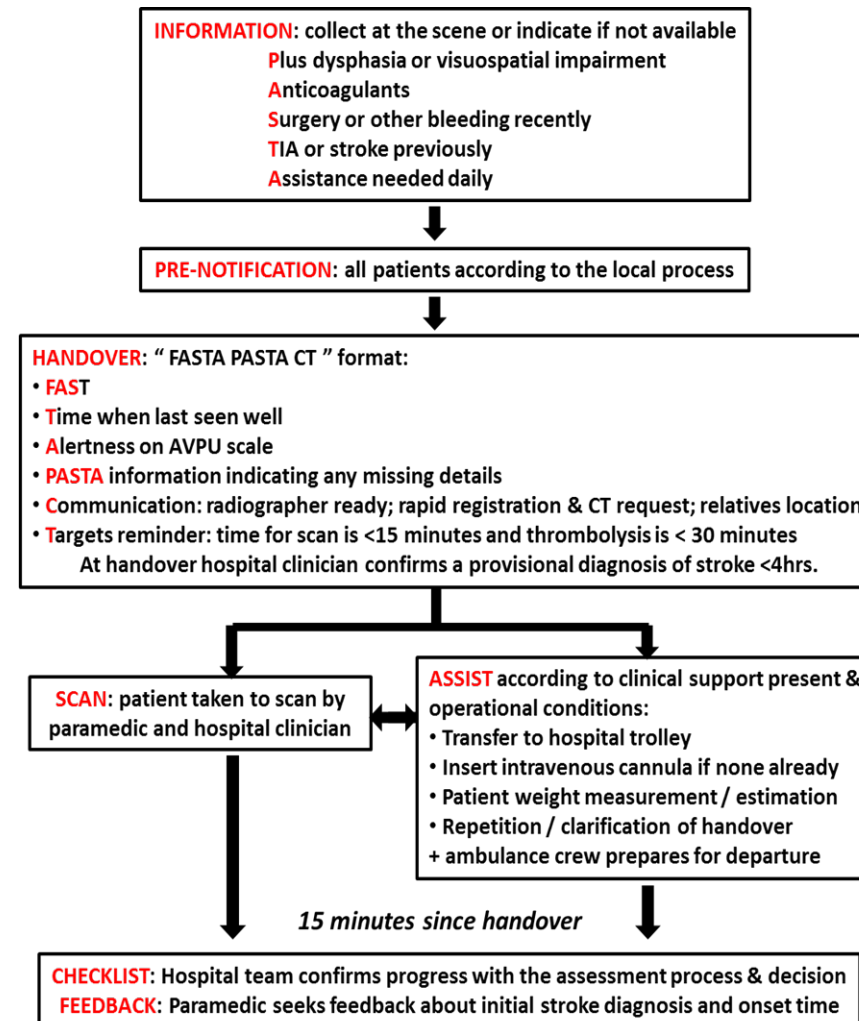 INFORMATION: collect at the scene or indicate if not available
Plus dysphasia or visuospatial impairment
Anticoagulants
Surgery or other bleeding recently
TIA or stroke previously
Assistance needed daily
PRE-NOTIFICATION: all patients according to the local process
HANDOVER: “ FASTA PASTA CT ” format:
• FAST
• Time when last seen well
• Alertness on AVPU scale
• PASTA information indicating any missing details
• Communication: radiographer ready; rapid registration & CT request; relatives location
• Targets reminder: time for scan is <15 minutes and thrombolysis is < 30 minutes
At handover hospital clinician confirms a provisional diagnosis of stroke <4hrs.
SCAN: patient taken to scan by
paramedic and hospital clinician
ASSIST according to clinical support present &
operational conditions:
• Transfer to hospital trolley
• Insert intravenous cannula if none already
• Patient weight measurement / estimation
• Repetition / clarification of handover
+ ambulance crew prepares for departure
15 minutes since handover
CHECKLIST: Hospital team confirms progress with the assessment process & decision
FEEDBACK: Paramedic seeks feedback about initial stroke diagnosis and onset time